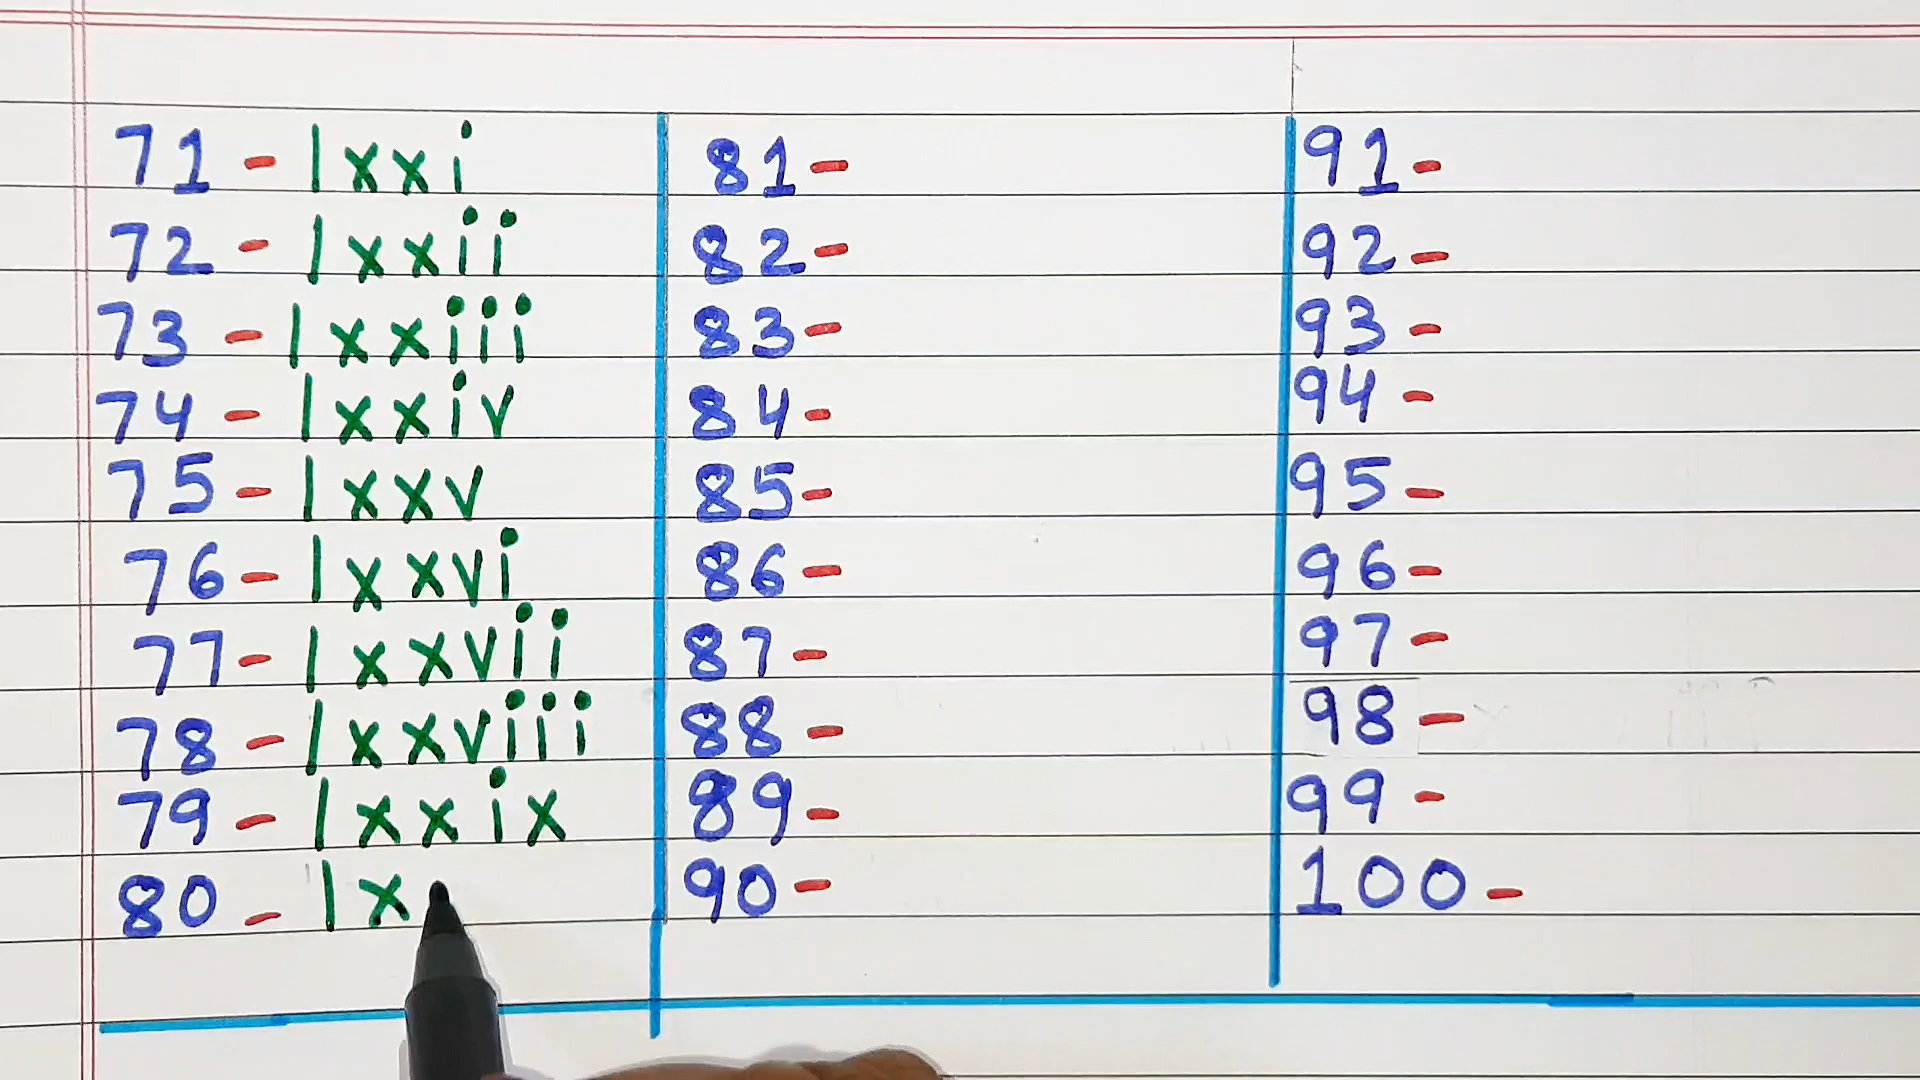 71 - lxxi
72 - lxxii
73 - lxxiii
74 - lxxiv
75 - lxxv
76 - lxxvi
77 - lxxvii
78 - lxxviii
79 - lxxix
80 - lx
81 -
82 -
83 -
84 -
85 -
86 -
87 -
88 -
89 -
90 -
91 -
92 -
93 -
94 -
95 -
96 -
97 -
98 -
99 -
100 -